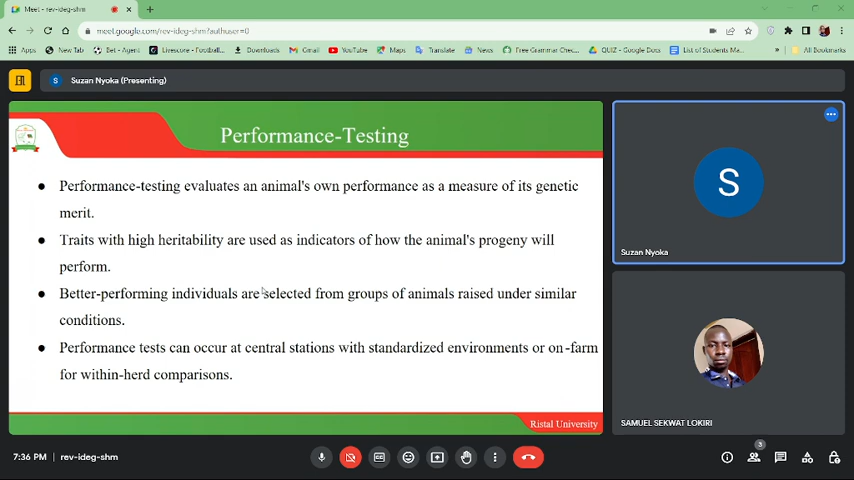 Meet - rev-ideg-shm
meet.google.com/rev-ideg-shm?authuser=0
Apps New Tab Bet - Agent Livescore - Football... Downloads Gmail YouTube Maps Translate News Free Grammar Chec... QUIZ - Google Docs List of Students Ma... » All Bookmarks
S Suzan Nyoka (Presenting)
Performance-Testing
● Performance-testing evaluates an animal's own performance as a measure of its genetic
merit.
● Traits with high heritability are used as indicators of how the animal's progeny will
perform.
● Better-performing individuals are selected from groups of animals raised under similar
conditions.
● Performance tests can occur at central stations with standardized environments or on-farm
for within-herd comparisons.
Ristal University
S
Suzan Nyoka
SAMUEL SEKWAT LOKIRI
7:36 PM | rev-ideg-shm
3